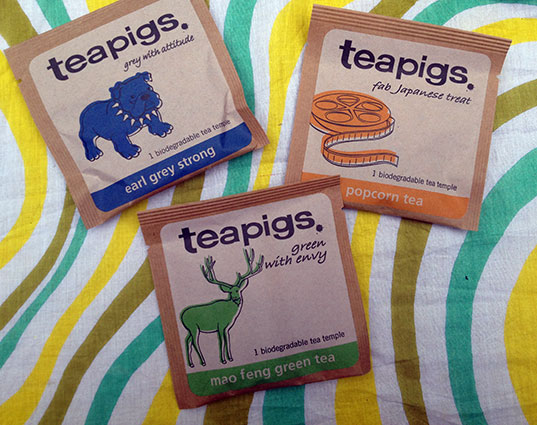 teapigs.
grey with attitude
1 biodegradable tea temple
earl grey strong
teapigs.
fab Japanese treat
1 biodegradable tea temple
popcorn tea
teapigs.
green
with envy
1 biodegradable tea temple
mao feng green tea